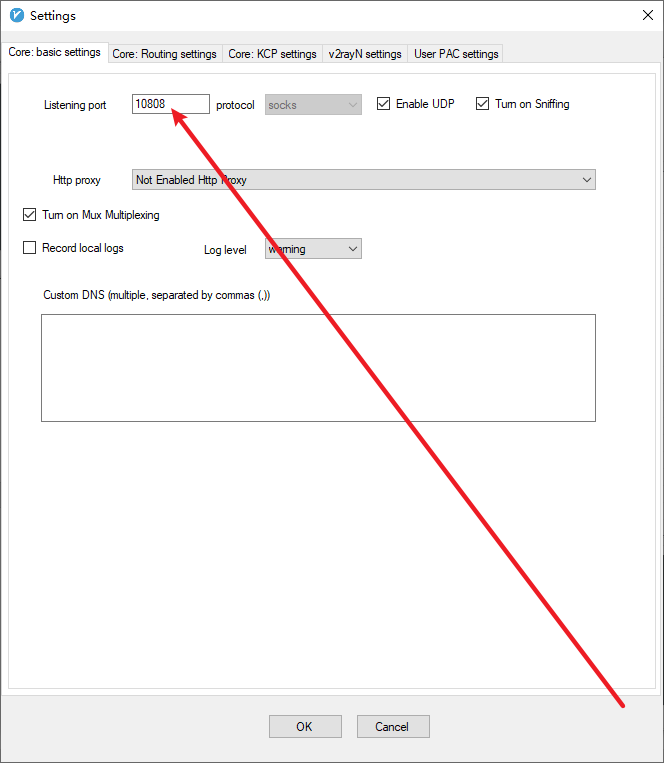 Settings
Core: basic settings Core: Routing settings Core: KCP settings v2rayN settings User PAC settings
Listening port 10808 protocol socks Enable UDP Turn on Sniffing
Http proxy Not Enabled Http Proxy
Turn on Mux Multiplexing
Record local logs Log level warning
Custom DNS (multiple, separated by commas (,))
OK Cancel